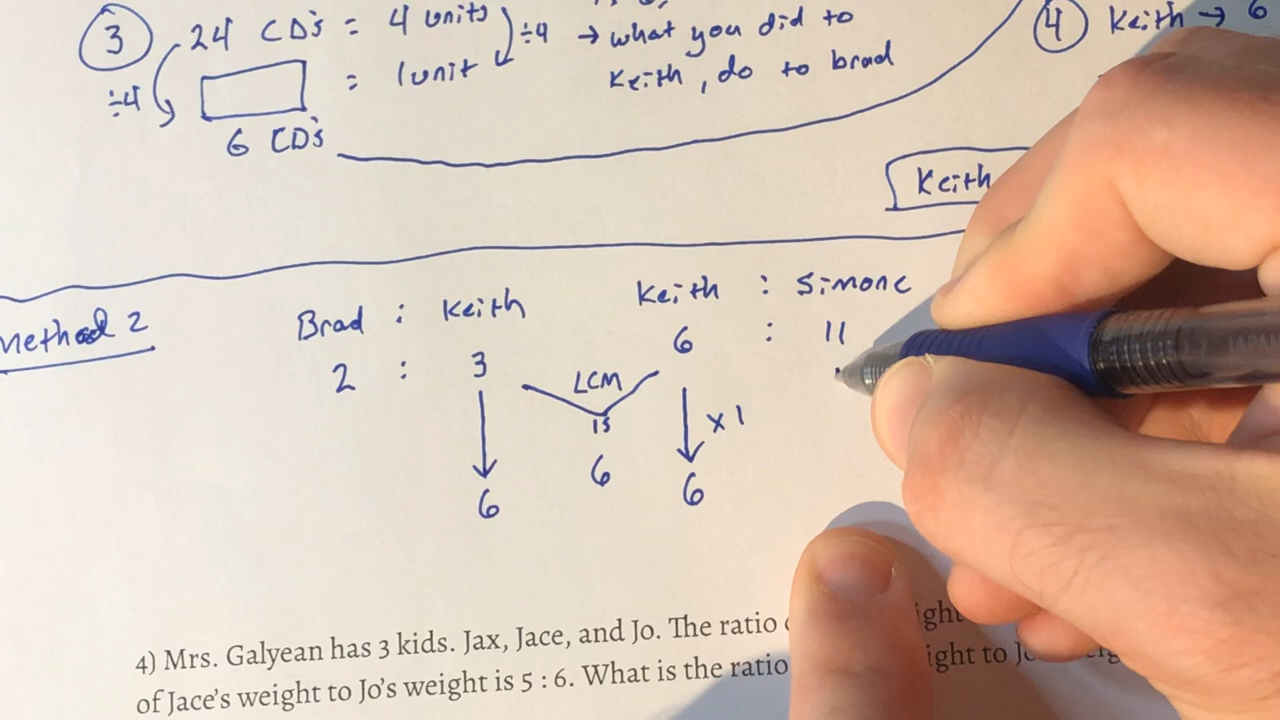 3 24 CD's = 4 units ÷4 → what you did to
÷4 = 1 unit Keith, do to brad
6 CD's
4 Keith → 6
Keith
Method 2
Brad : Keith Keith : Simone
2 : 3 6 : 11
LCM
is
6
x 1
6 6
4) Mrs. Galyean has 3 kids. Jax, Jace, and Jo. The ratio
of Jace's weight to Jo's weight is 5 : 6. What is the ratio
JAPAN